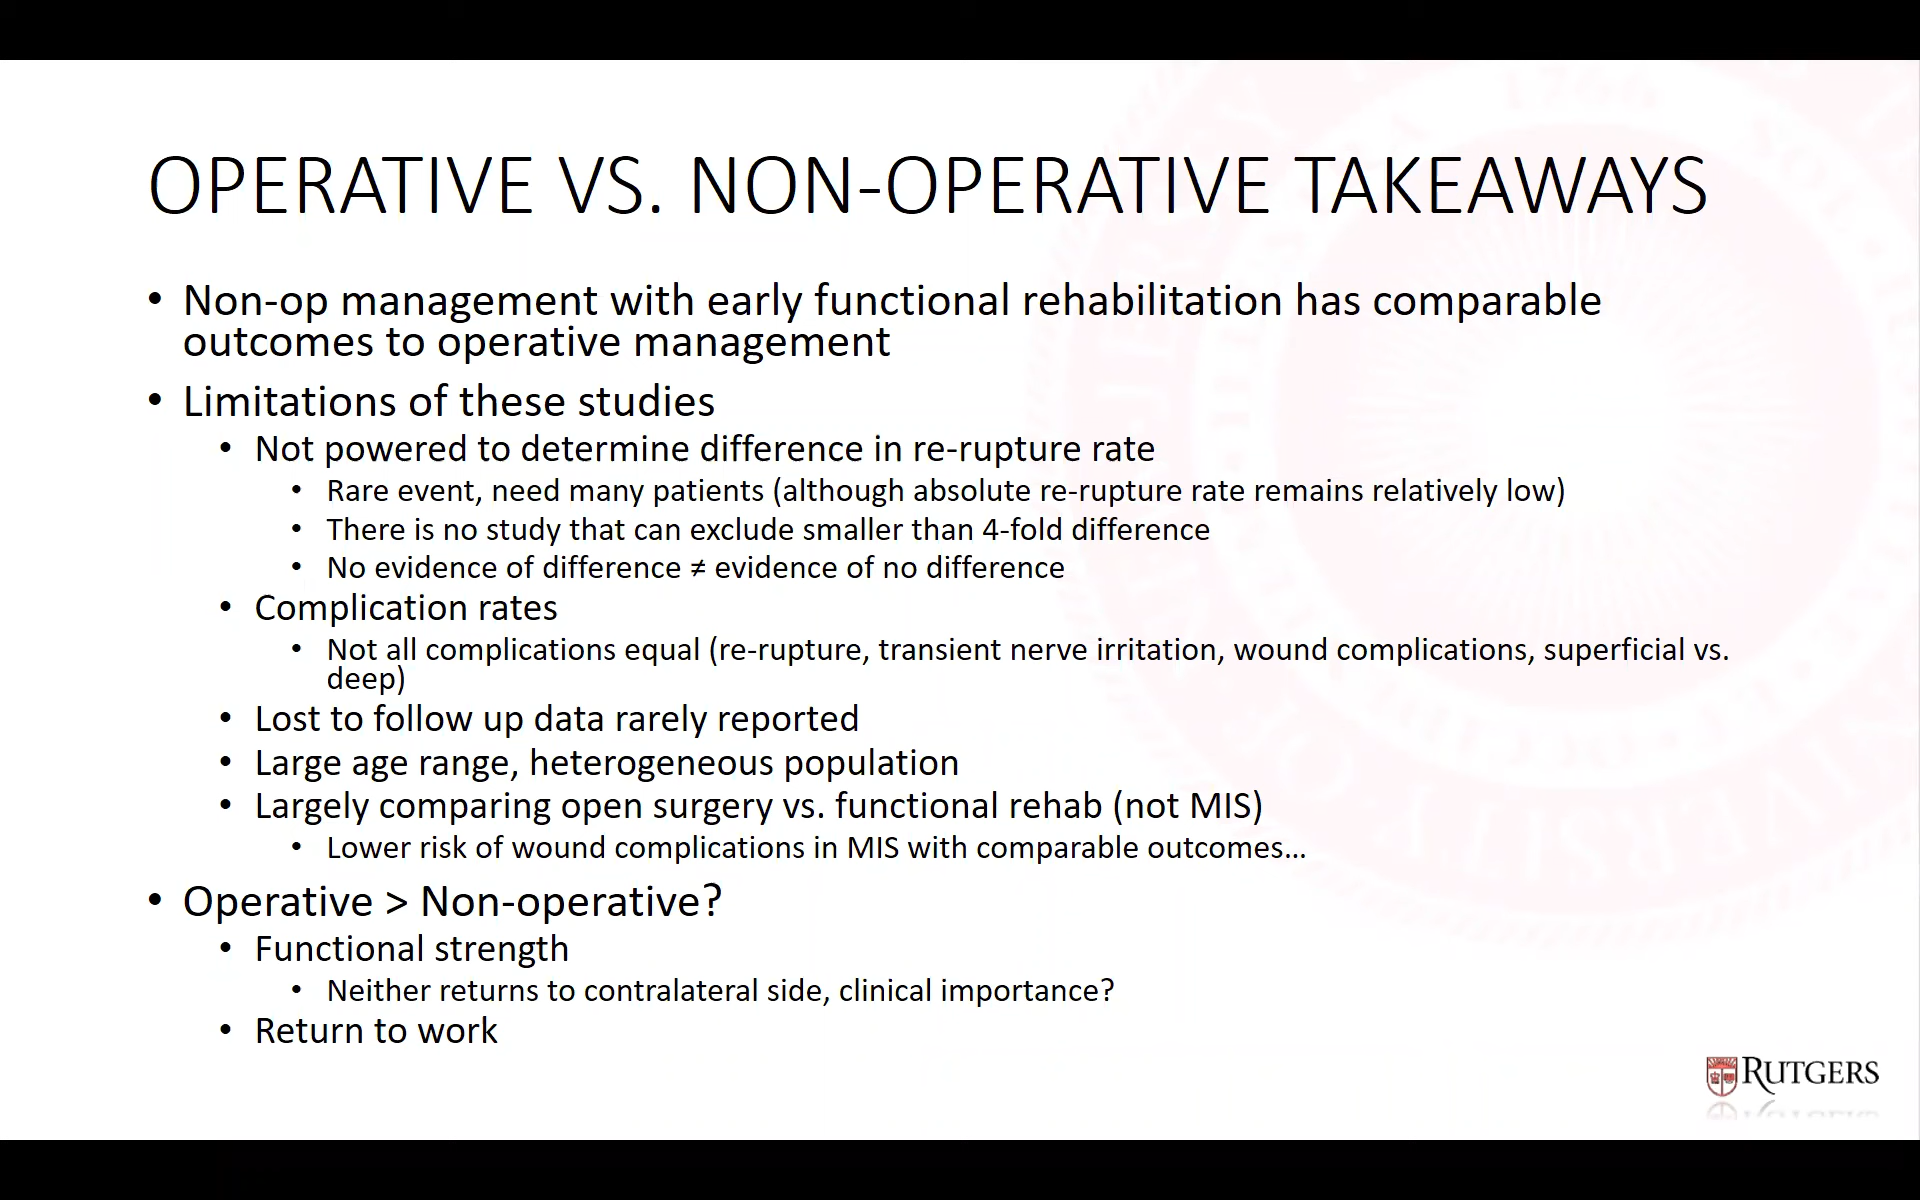 OPERATIVE VS. NON-OPERATIVE TAKEAWAYS
• Non-op management with early functional rehabilitation has comparable
outcomes to operative management
• Limitations of these studies
• Not powered to determine difference in re-rupture rate
• Rare event, need many patients (although absolute re-rupture rate remains relatively low)
• There is no study that can exclude smaller than 4-fold difference
• No evidence of difference ≠ evidence of no difference
• Complication rates
• Not all complications equal (re-rupture, transient nerve irritation, wound complications, superficial vs.
deep)
• Lost to follow up data rarely reported
• Large age range, heterogeneous population
• Largely comparing open surgery vs. functional rehab (not MIS)
• Lower risk of wound complications in MIS with comparable outcomes…
• Operative > Non-operative?
• Functional strength
• Neither returns to contralateral side, clinical importance?
• Return to work
RUTGERS